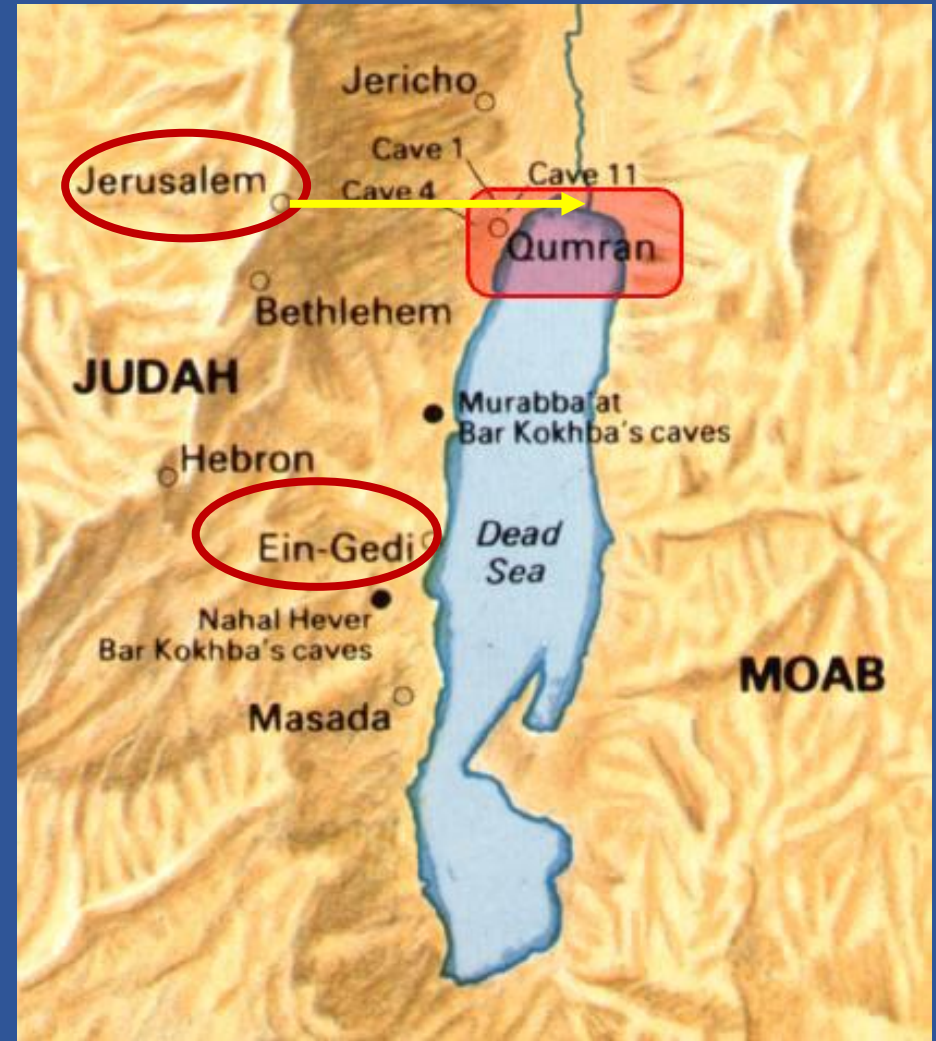 Jericho
Cave 1
Cave 11
Jerusalem
Cave 4
Qumran
Bethlehem
JUDAH
Murabba'at
Bar Kokhba's caves
Hebron
Ein-Gedi
Dead
Sea
Nahal Hever
Bar Kokhba's caves
MOAB
Masada